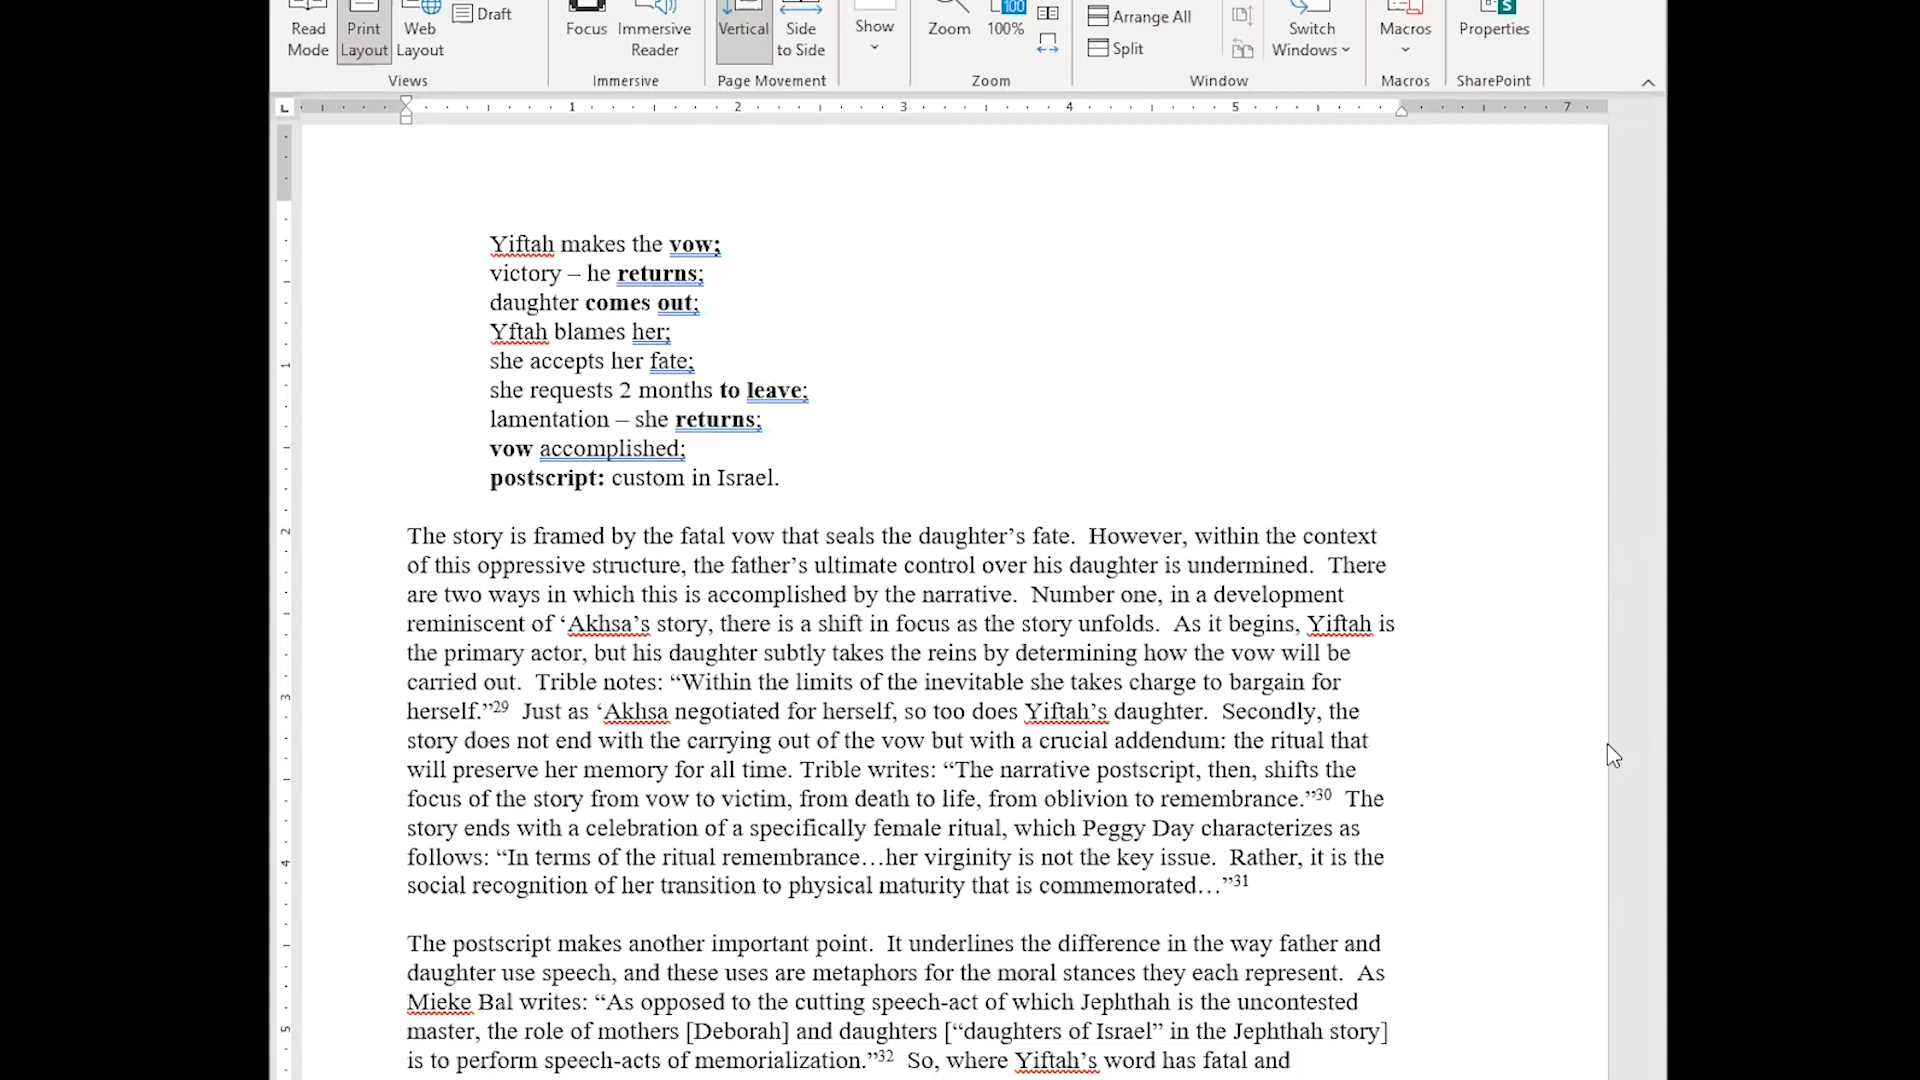 Read Mode
Print Layout
Web Layout
Draft
Views
Focus
Immersive Reader
Immersive
Vertical
Side to Side
Page Movement
Show
Zoom
100
100%
Zoom
Arrange All
Split
Switch Windows
Window
Macros
Macros
S
Properties
SharePoint
L
1 2 3 4 5 7
Yiftah makes the vow;
victory – he returns;
daughter comes out;
Yftah blames her;
she accepts her fate;
she requests 2 months to leave;
lamentation – she returns;
vow accomplished;
postscript: custom in Israel.
The story is framed by the fatal vow that seals the daughter’s fate. However, within the context
of this oppressive structure, the father’s ultimate control over his daughter is undermined. There
are two ways in which this is accomplished by the narrative. Number one, in a development
reminiscent of ‘Akhsa’s story, there is a shift in focus as the story unfolds. As it begins, Yiftah is
the primary actor, but his daughter subtly takes the reins by determining how the vow will be
carried out. Trible notes: “Within the limits of the inevitable she takes charge to bargain for
herself.”29 Just as ‘Akhsa negotiated for herself, so too does Yiftah’s daughter. Secondly, the
story does not end with the carrying out of the vow but with a crucial addendum: the ritual that
will preserve her memory for all time. Trible writes: “The narrative postscript, then, shifts the
focus of the story from vow to victim, from death to life, from oblivion to remembrance.”30 The
story ends with a celebration of a specifically female ritual, which Peggy Day characterizes as
follows: “In terms of the ritual remembrance…her virginity is not the key issue. Rather, it is the
social recognition of her transition to physical maturity that is commemorated…”31
The postscript makes another important point. It underlines the difference in the way father and
daughter use speech, and these uses are metaphors for the moral stances they each represent. As
Mieke Bal writes: “As opposed to the cutting speech-act of which Jephthah is the uncontested
master, the role of mothers [Deborah] and daughters [“daughters of Israel” in the Jephthah story]
is to perform speech-acts of memorialization.”32 So, where Yiftah’s word has fatal and
1
2
3
4
5